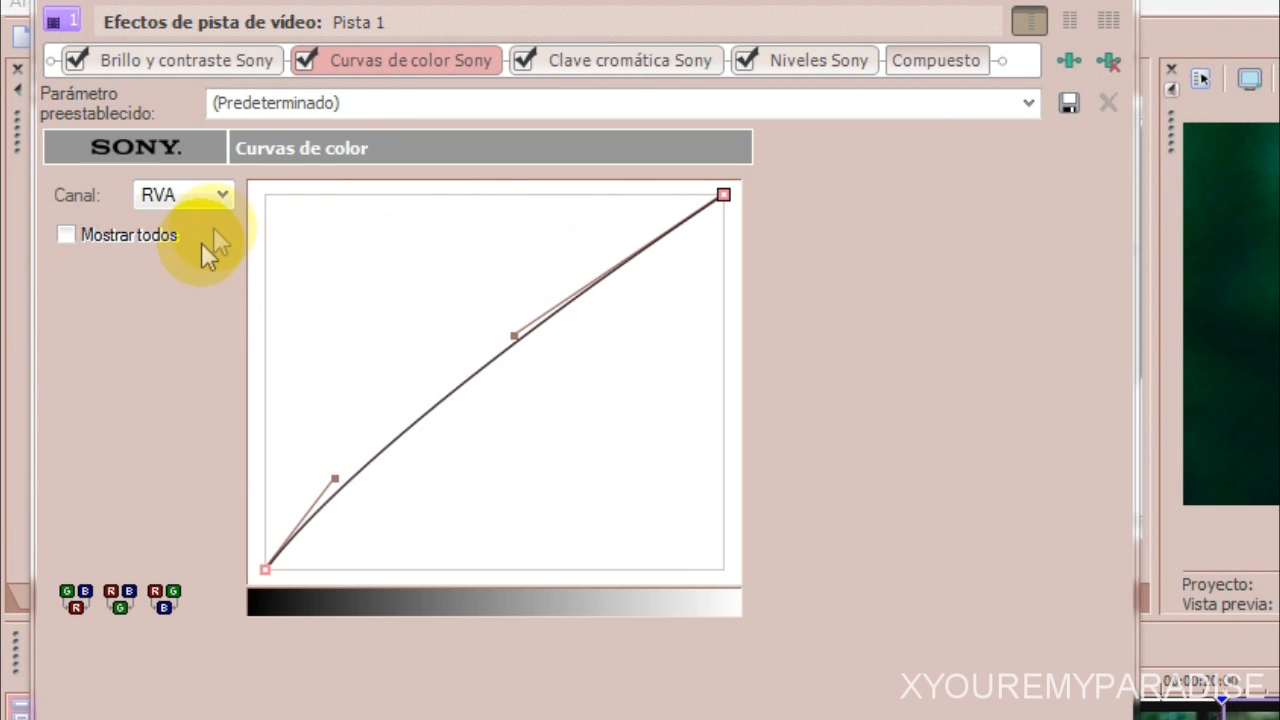 1
Efectos de pista de vídeo: Pista 1
Brillo y contraste Sony
Curvas de color Sony
Clave cromática Sony
Niveles Sony
Compuesto
Parámetro
preestablecido:
(Predeterminado)
SONY.
Curvas de color
Canal:
RVA
Mostrar todos
G B R
R B G
R G B
Proyecto:
Vista previa:
XYOUREMYPARADISE